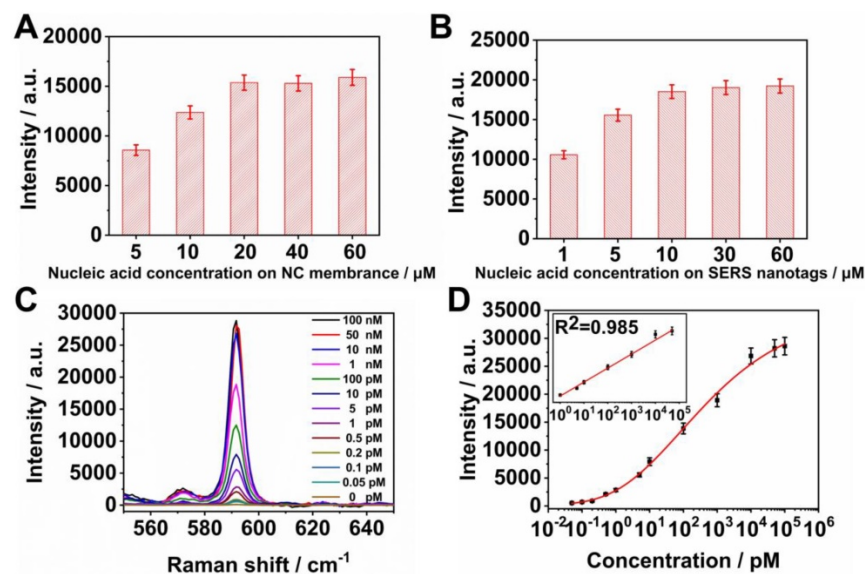 A
Intensity / a.u.
20000
15000
10000
5000
0
5 10 20 40 60
Nucleic acid concentration on NC membrance / μM
B
Intensity / a.u.
25000
20000
15000
10000
5000
0
1 5 10 30 60
Nucleic acid concentration on SERS nanotags / μM
C
Intensity / a.u.
30000
25000
20000
15000
10000
5000
0
100 nM
50 nM
10 nM
1 nM
100 pM
10 pM
5 pM
1 pM
0.5 pM
0.2 pM
0.1 pM
0.05 pM
0 pM
560 580 600 620 640
Raman shift / cm⁻¹
D
Intensity / a.u.
35000
30000
25000
20000
15000
10000
5000
0
R²=0.985
10⁰ 10¹ 10² 10³ 10⁴ 10⁵
10⁻² 10⁻¹ 10⁰ 10¹ 10² 10³ 10⁴ 10⁵ 10⁶
Concentration / pM